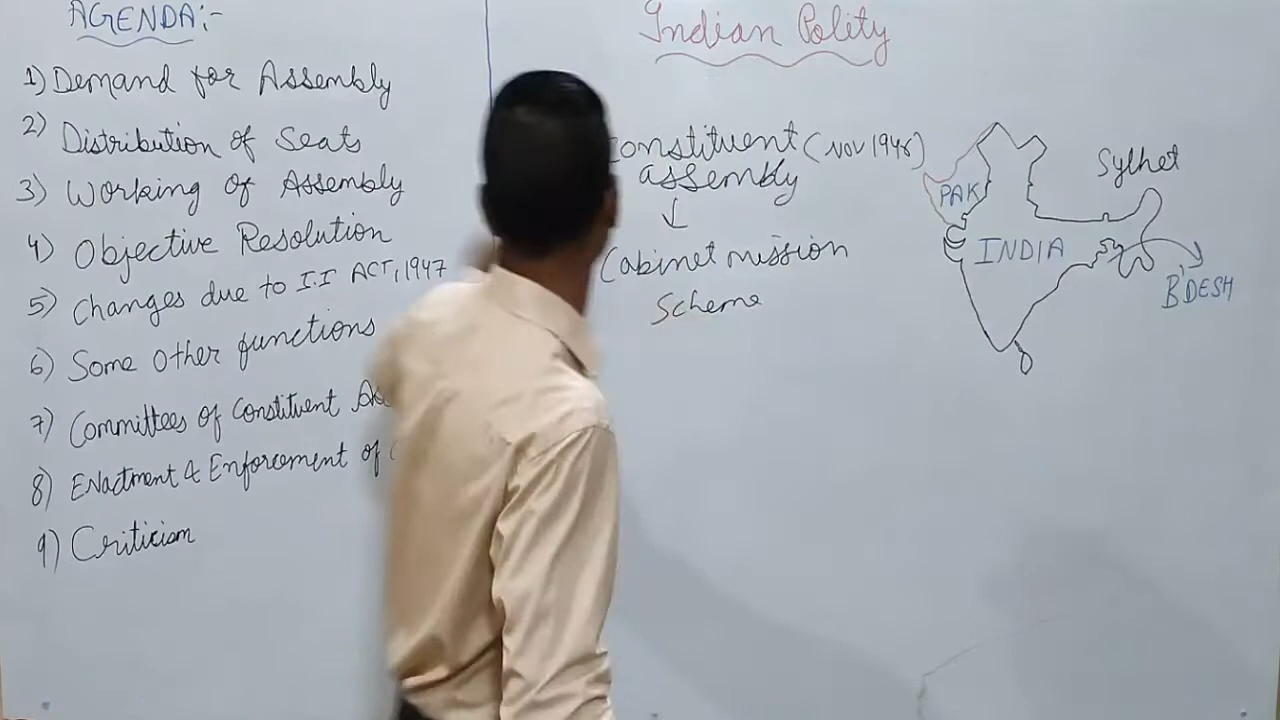 AGENDA:-
1) Demand for Assembly
2) Distribution of Seats
3) Working of Assembly
4) Objective Resolution
5) Changes due to I.I ACT, 1947
6) Some other functions
7) Committees of Constituent
8) Enactment & Enforcement of
9) Criticism
Indian Polity
Constituent (Nov 1946)
assembly
Cabinet mission
Scheme
Sylhet
PAK
INDIA
B'DESH